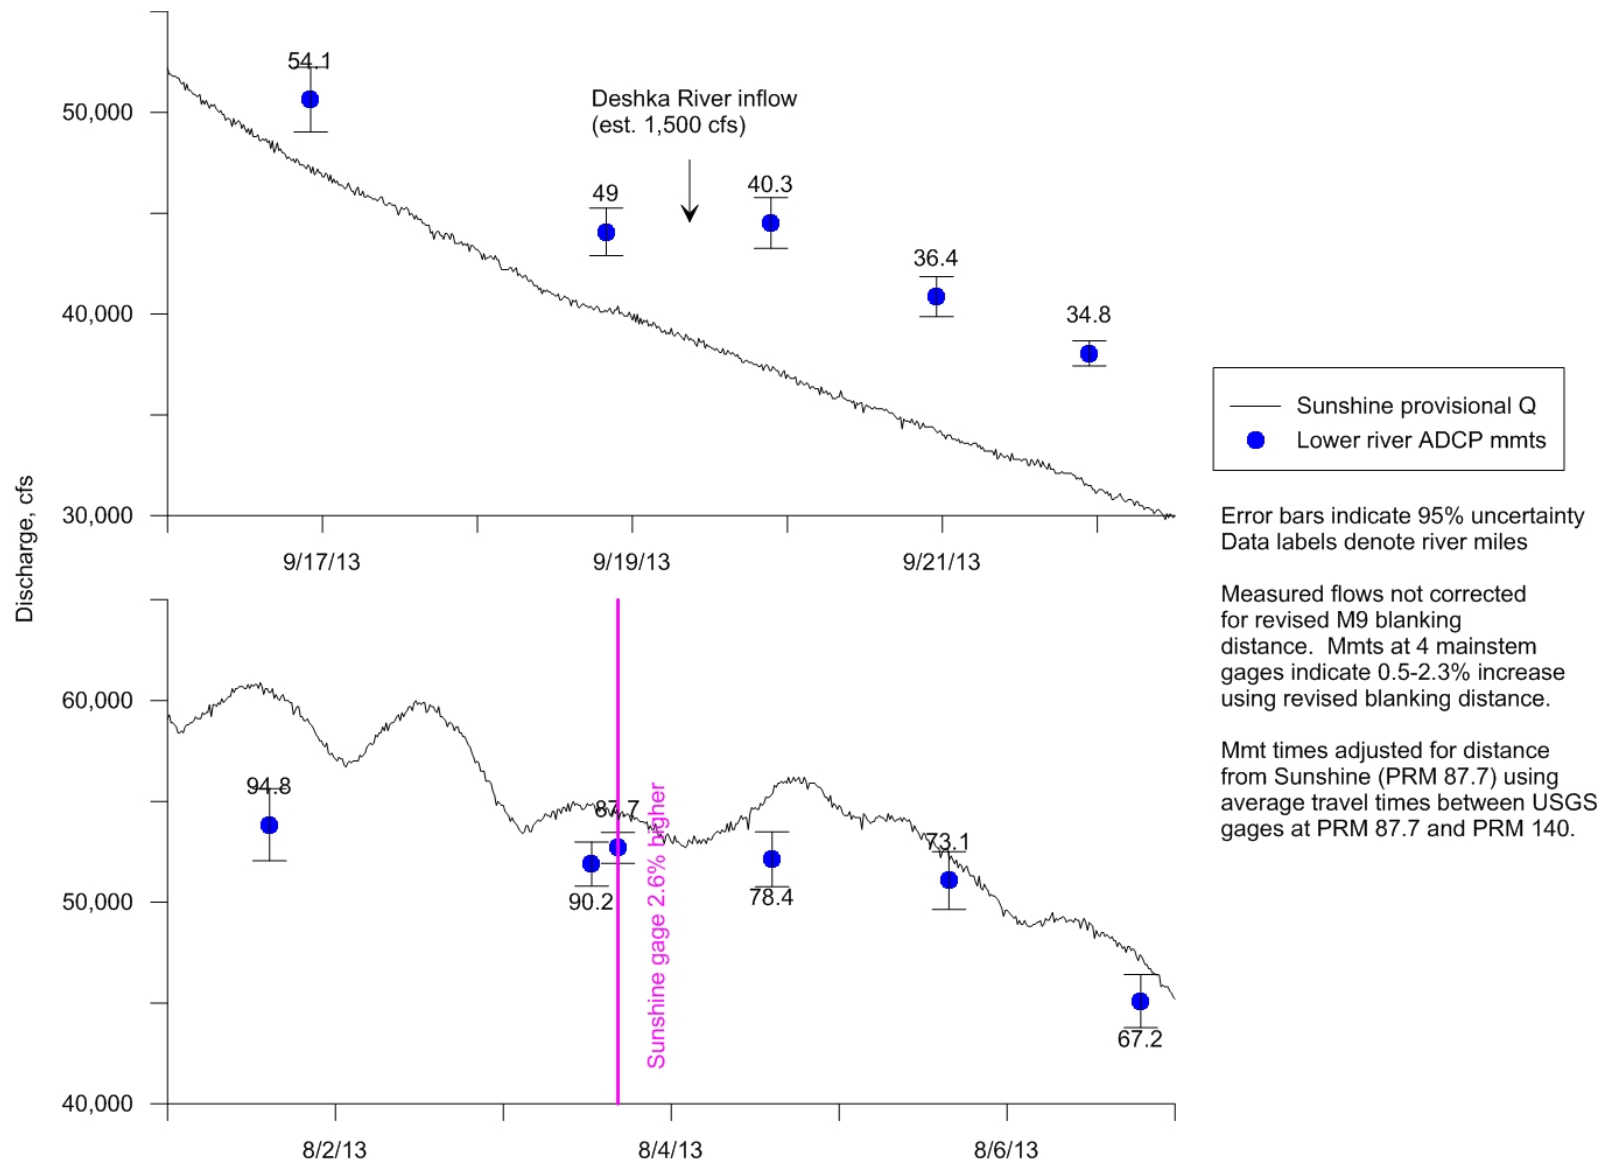 54.1
50,000
Deshka River inflow
(est. 1,500 cfs)
49
40.3
36.4
40,000
34.8
30,000
9/17/13
9/19/13
9/21/13
Discharge, cfs
60,000
94.8
87.7
90.2
Sunshine gage 2.6% higher
78.4
73.1
50,000
67.2
40,000
8/2/13
8/4/13
8/6/13
Sunshine provisional Q
Lower river ADCP mmts
Error bars indicate 95% uncertainty
Data labels denote river miles
Measured flows not corrected
for revised M9 blanking
distance.  Mmts at 4 mainstem
gages indicate 0.5-2.3% increase
using revised blanking distance.
Mmt times adjusted for distance
from Sunshine (PRM 87.7) using
average travel times between USGS
gages at PRM 87.7 and PRM 140.